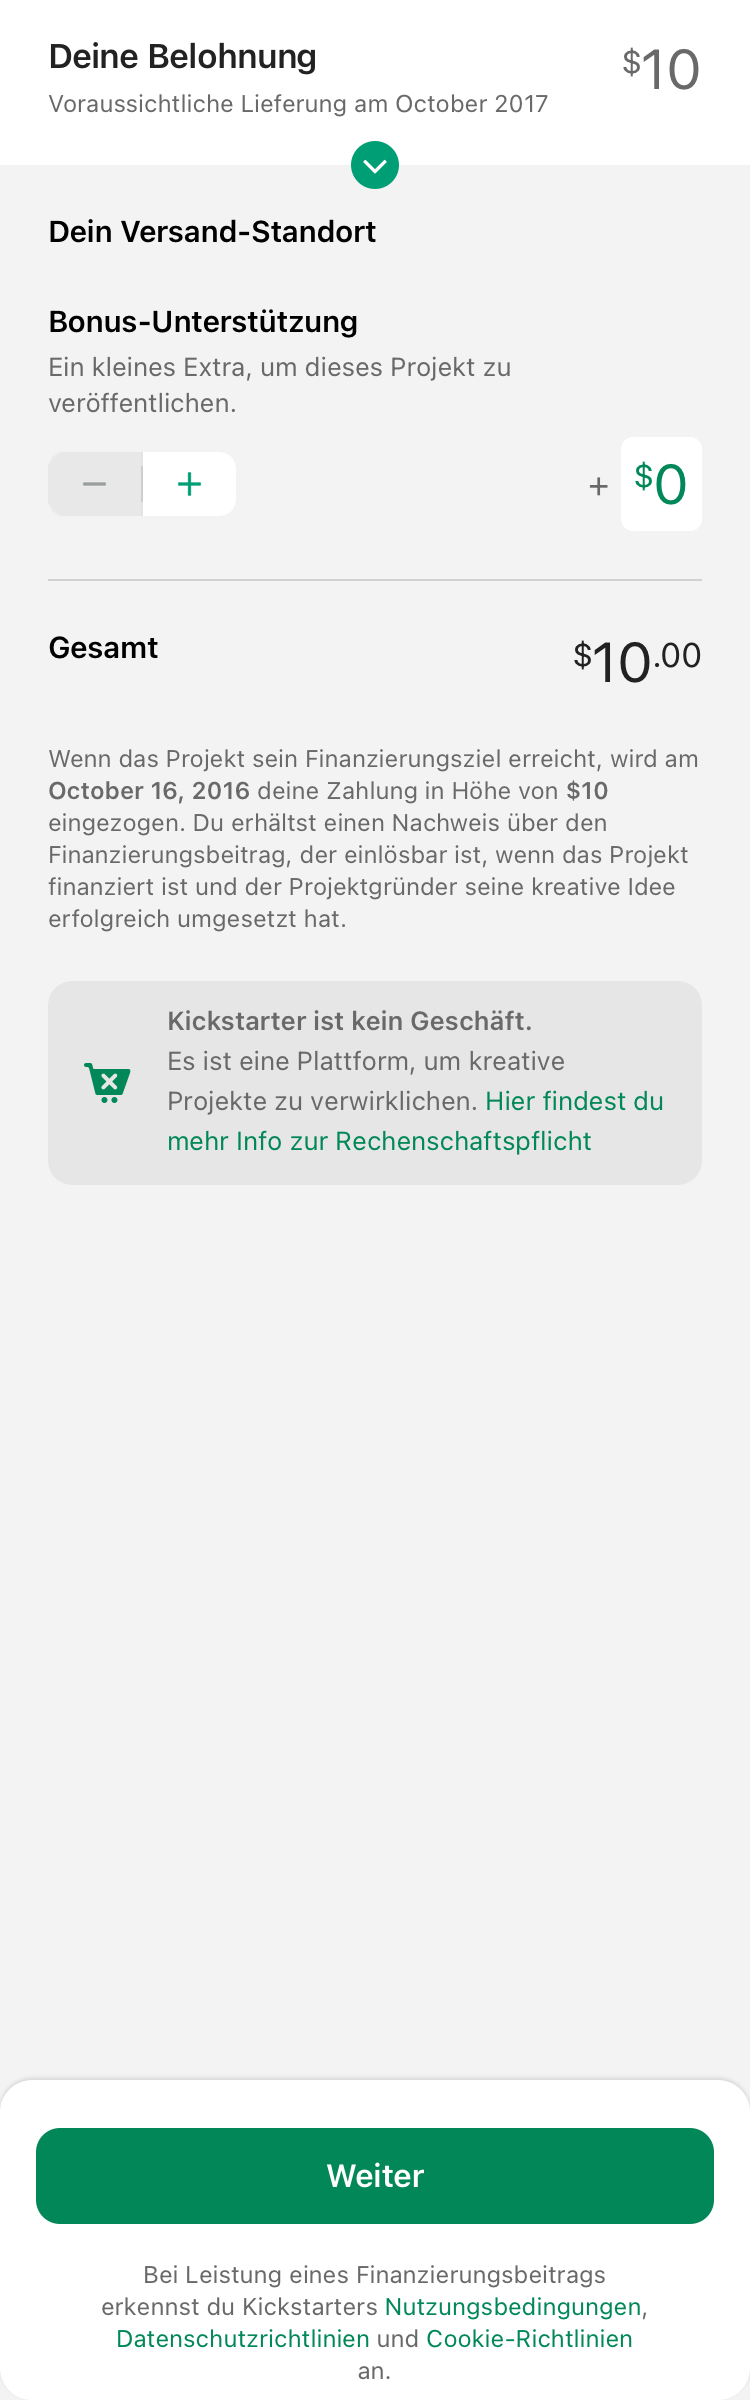 Deine Belohnung
$10
Voraussichtliche Lieferung am October 2017
Dein Versand-Standort
Bonus-Unterstützung
Ein kleines Extra, um dieses Projekt zu
veröffentlichen.
− +
+ $0
Gesamt
$10.00
Wenn das Projekt sein Finanzierungsziel erreicht, wird am
October 16, 2016 deine Zahlung in Höhe von $10
eingezogen. Du erhältst einen Nachweis über den
Finanzierungsbeitrag, der einlösbar ist, wenn das Projekt
finanziert ist und der Projektgründer seine kreative Idee
erfolgreich umgesetzt hat.
Kickstarter ist kein Geschäft.
Es ist eine Plattform, um kreative
Projekte zu verwirklichen. Hier findest du
mehr Info zur Rechenschaftspflicht
Weiter
Bei Leistung eines Finanzierungsbeitrags
erkennst du Kickstarters Nutzungsbedingungen,
Datenschutzrichtlinien und Cookie-Richtlinien
an.